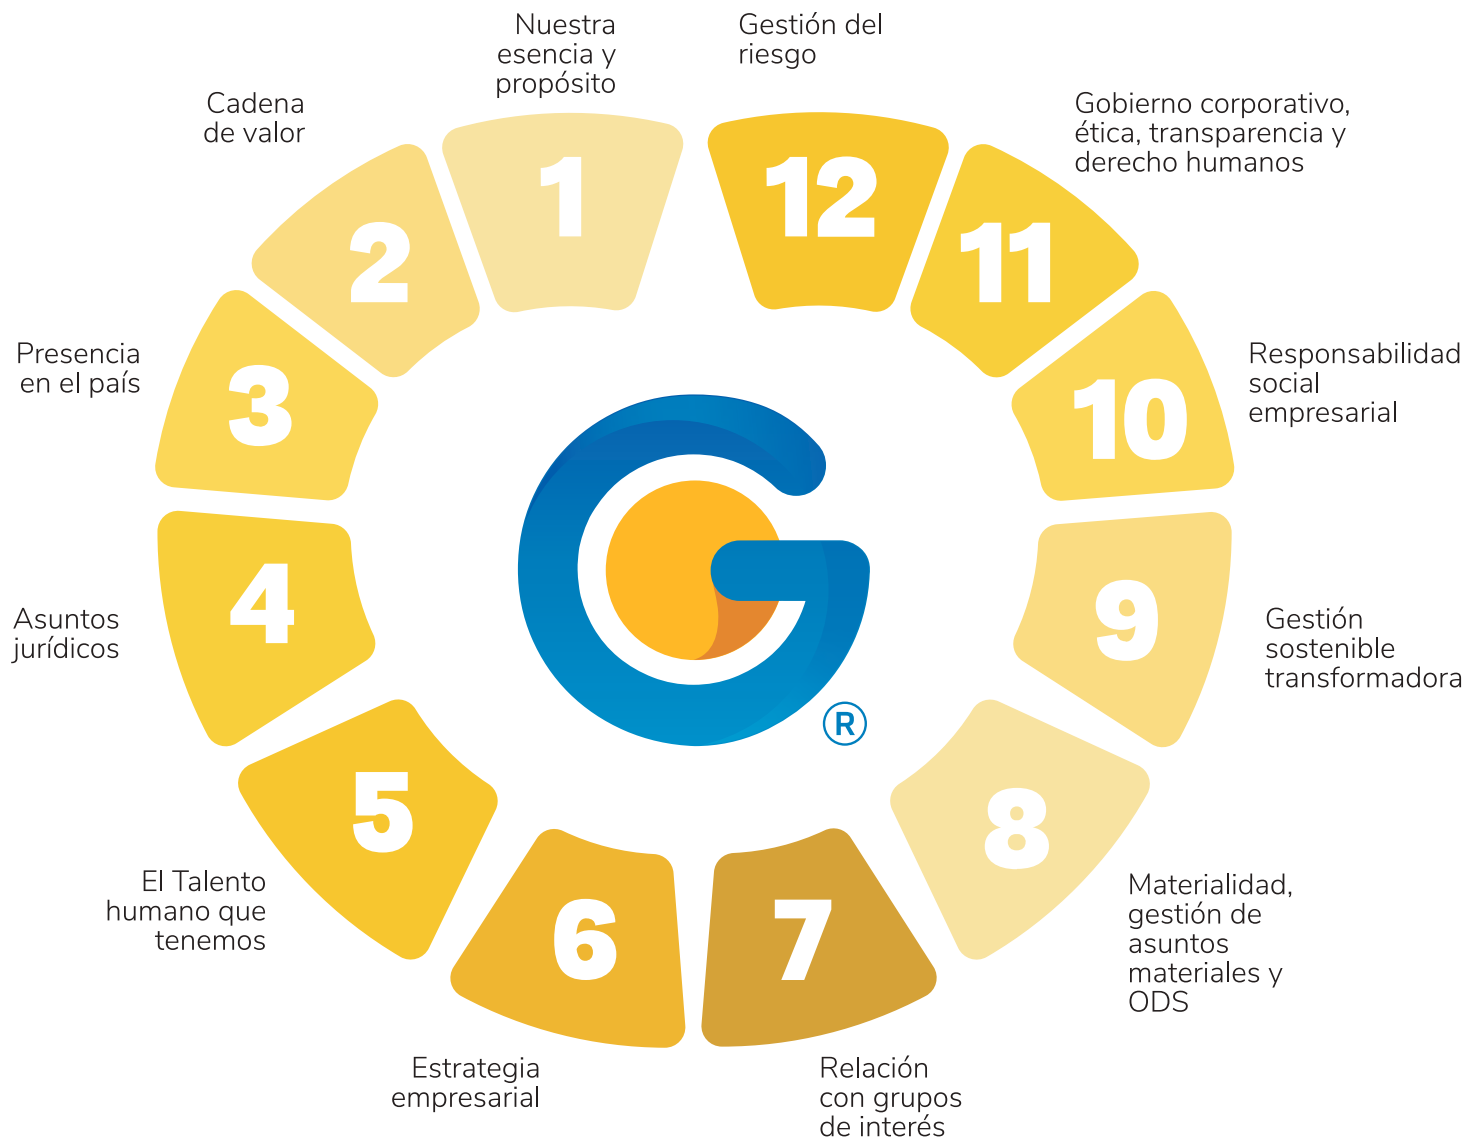 1
Nuestra
esencia y
propósito
2
Cadena
de valor
3
Presencia
en el país
4
Asuntos
jurídicos
5
El Talento
humano que
tenemos
6
Estrategia
empresarial
7
Relación
con grupos
de interés
8
Materialidad,
gestión de
asuntos
materiales y
ODS
9
Gestión
sostenible
transformadora
10
Responsabilidad
social
empresarial
11
Gobierno corporativo,
ética, transparencia y
derecho humanos
12
Gestión del
riesgo
G
®